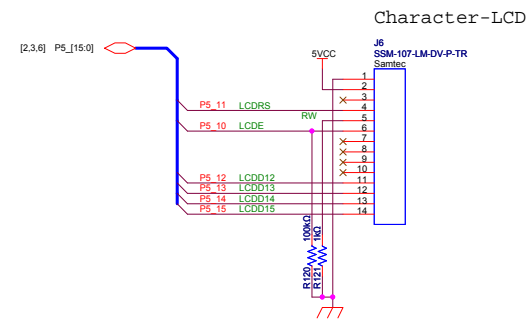 Character-LCD
J6
SSM-107-LM-DV-P-TR
Samtec
[2,3,6] P5_[15:0]
5VCC
1
2
3
P5_11 LCDRS 4
RW 5
P5_10 LCDE 6
7
8
9
10
P5_12 LCDD12 11
P5_13 LCDD13 12
P5_14 LCDD14 13
P5_15 LCDD15 14
100kΩ
1kΩ
R120
R121